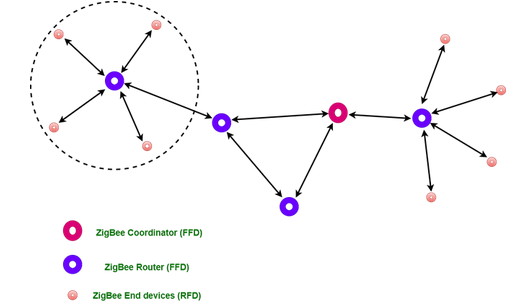 ZigBee Coordinator (FFD)
ZigBee Router (FFD)
ZigBee End devices (RFD)